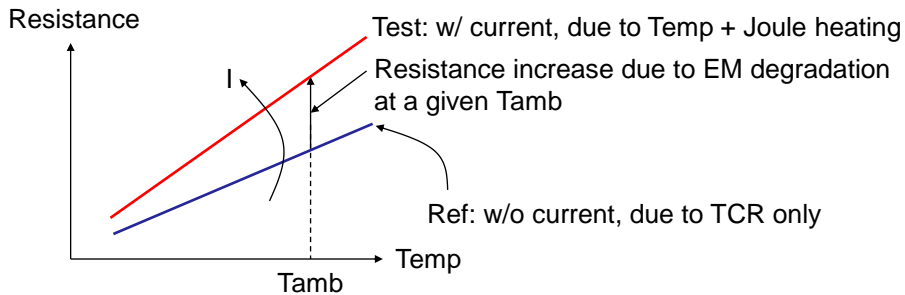 Resistance
Test: w/ current, due to Temp + Joule heating
I
Resistance increase due to EM degradation
at a given Tamb
Ref: w/o current, due to TCR only
Temp
Tamb